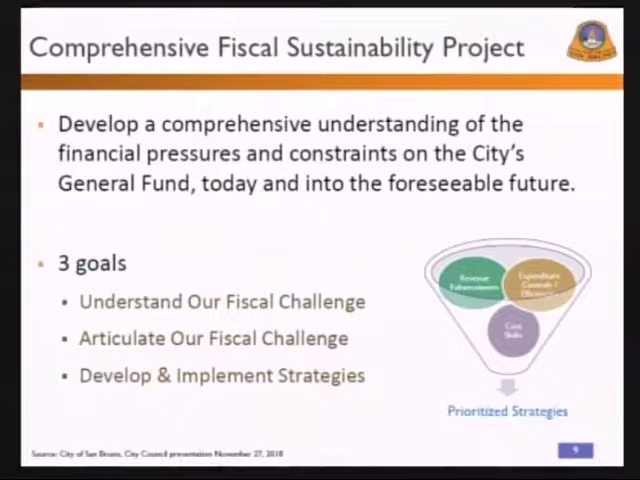 Comprehensive Fiscal Sustainability Project
• Develop a comprehensive understanding of the
financial pressures and constraints on the City's
General Fund, today and into the foreseeable future.
• 3 goals
• Understand Our Fiscal Challenge
• Articulate Our Fiscal Challenge
• Develop & Implement Strategies
Revenue
Enhancements
Expenditure
Controls /
Cost
Shifts
Prioritized Strategies
Source: City of San Bruno, City Council presentation November 27, 2018
9